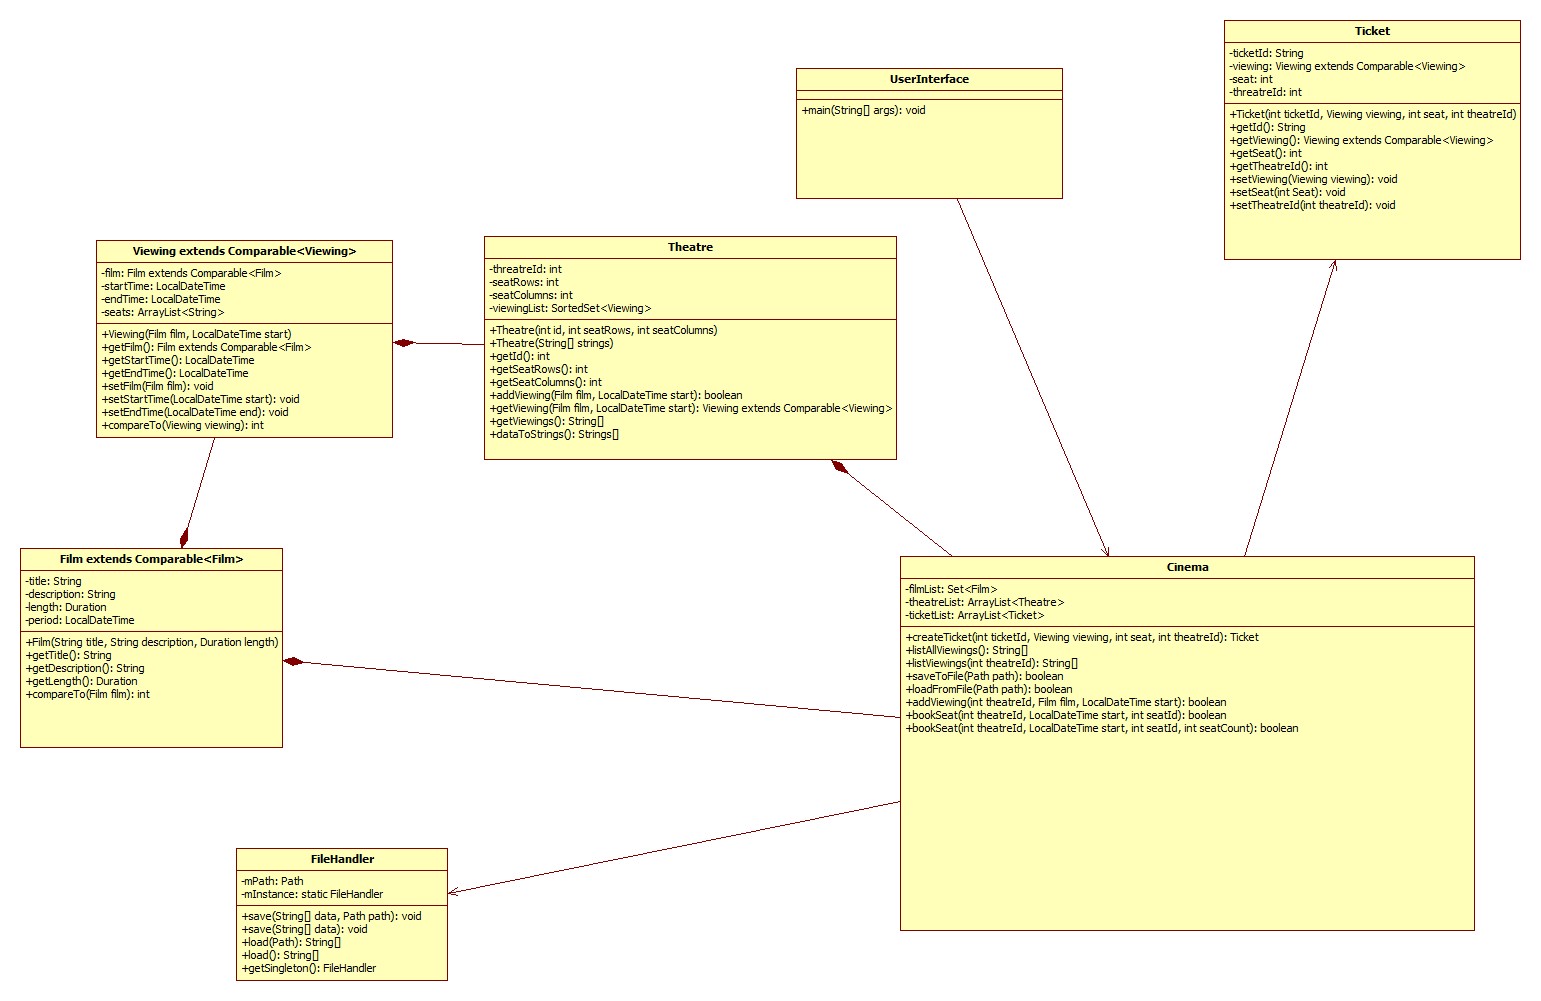 Ticket
-ticketId: String
-viewing: Viewing extends Comparable<Viewing>
-seat: int
-threatreId: int
+Ticket(int ticketId, Viewing viewing, int seat, int theatreId)
+getId(): String
+getViewing(): Viewing extends Comparable<Viewing>
+getSeat(): int
+getTheatreId(): int
+setViewing(Viewing viewing): void
+setSeat(int Seat): void
+setTheatreId(int theatreId): void
UserInterface
+main(String[] args): void
Viewing extends Comparable<Viewing>
-film: Film extends Comparable<Film>
-startTime: LocalDateTime
-endTime: LocalDateTime
-seats: ArrayList<String>
+Viewing(Film film, LocalDateTime start)
+getFilm(): Film extends Comparable<Film>
+getStartTime(): LocalDateTime
+getEndTime(): LocalDateTime
+setFilm(Film film): void
+setStartTime(LocalDateTime start): void
+setEndTime(LocalDateTime end): void
+compareTo(Viewing viewing): int
Theatre
-threatreId: int
-seatRows: int
-seatColumns: int
-viewingList: SortedSet<Viewing>
+Theatre(int id, int seatRows, int seatColumns)
+Theatre(String[] strings)
+getId(): int
+getSeatRows(): int
+getSeatColumns(): int
+addViewing(Film film, LocalDateTime start): boolean
+getViewing(Film film, LocalDateTime start): Viewing extends Comparable<Viewing>
+getViewings(): String[]
+dataToStrings(): Strings[]
Film extends Comparable<Film>
-title: String
-description: String
-length: Duration
-period: LocalDateTime
+Film(String title, String description, Duration length)
+getTitle(): String
+getDescription(): String
+getLength(): Duration
+compareTo(Film film): int
Cinema
-filmList: Set<Film>
-theatreList: ArrayList<Theatre>
-ticketList: ArrayList<Ticket>
+createTicket(int ticketId, Viewing viewing, int seat, int theatreId): Ticket
+listAllViewings(): String[]
+listViewings(int theatreId): String[]
+saveToFile(Path path): boolean
+loadFromFile(Path path): boolean
+addViewing(int theatreId, Film film, LocalDateTime start): boolean
+bookSeat(int theatreId, LocalDateTime start, int seatId): boolean
+bookSeat(int theatreId, LocalDateTime start, int seatId, int seatCount): boolean
FileHandler
-mPath: Path
-mInstance: static FileHandler
+save(String[] data, Path path): void
+save(String[] data): void
+load(Path): String[]
+load(): String[]
+getSingleton(): FileHandler